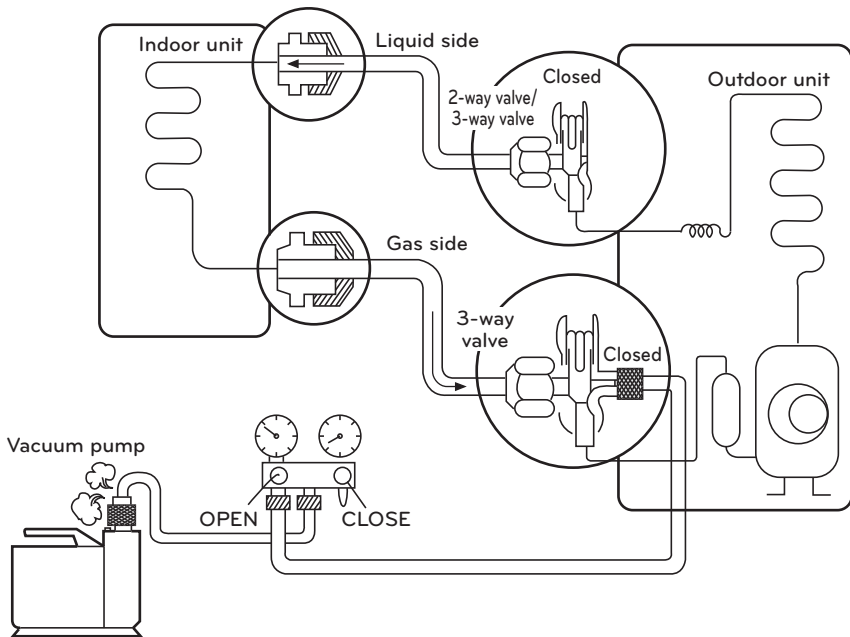 Indoor unit
Liquid side
Closed
2-way valve/
3-way valve
Outdoor unit
Gas side
3-way
valve
Closed
Vacuum pump
OPEN
CLOSE